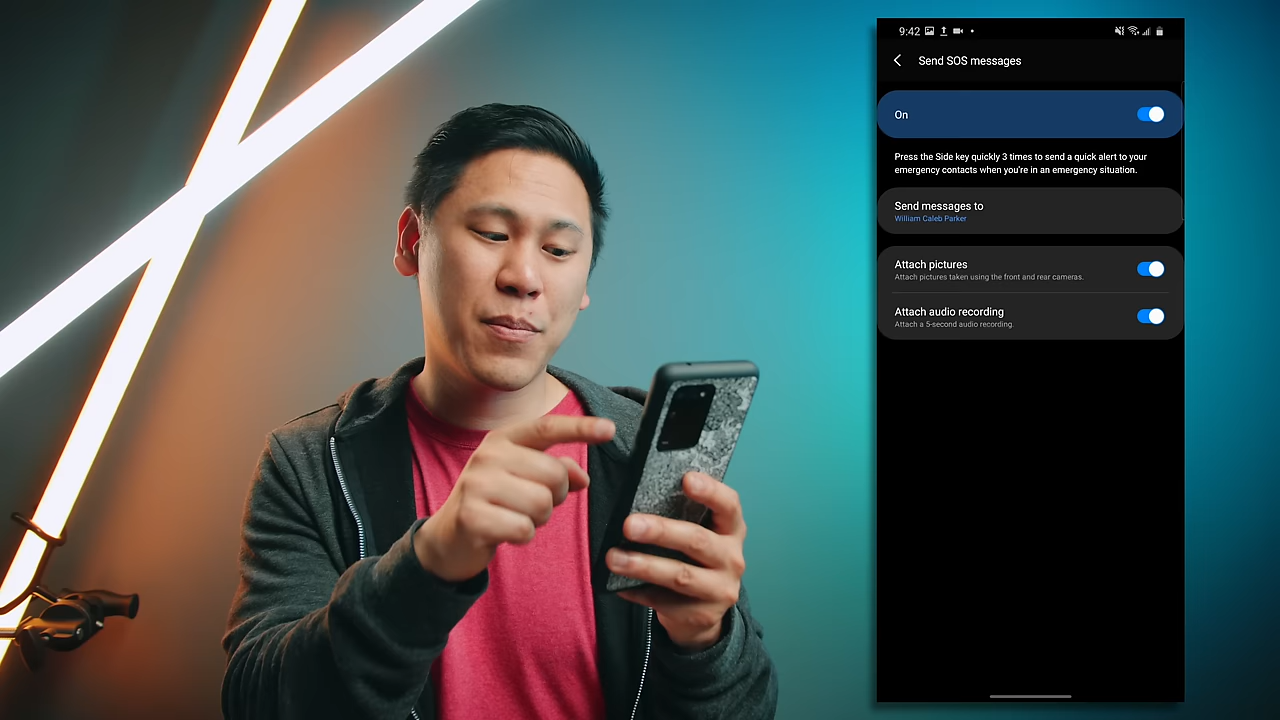 9:42
Send SOS messages
On
Press the Side key quickly 3 times to send a quick alert to your
emergency contacts when you're in an emergency situation.
Send messages to
William Caleb Parker
Attach pictures
Attach pictures taken using the front and rear cameras.
Attach audio recording
Attach a 5-second audio recording.